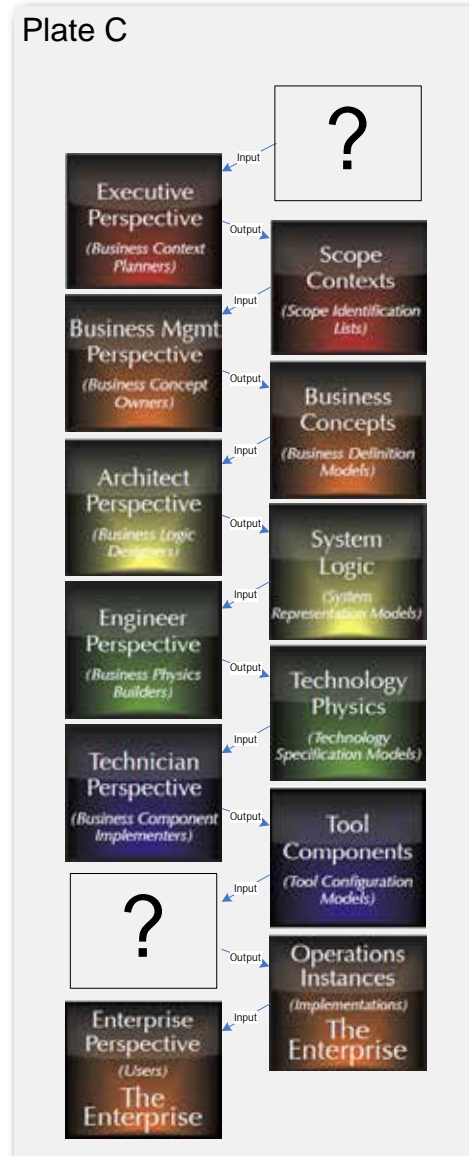 Plate C
?
Input
Executive
Perspective
(Business Context
Planners)
Output
Scope
Contexts
(Scope Identification
Lists)
Input
Business Mgmt
Perspective
(Business Concept
Owners)
Output
Business
Concepts
(Business Definition
Models)
Input
Architect
Perspective
(Business Logic
Designers)
Output
System
Logic
(System
Representation Models)
Input
Engineer
Perspective
(Business Physics
Builders)
Output
Technology
Physics
(Technology
Specification Models)
Input
Technician
Perspective
(Business Component
Implementers)
Output
Tool
Components
(Tool Configuration
Models)
Input
?
Output
Operations
Instances
(Implementations)
The
Enterprise
Input
Enterprise
Perspective
(Users)
The
Enterprise